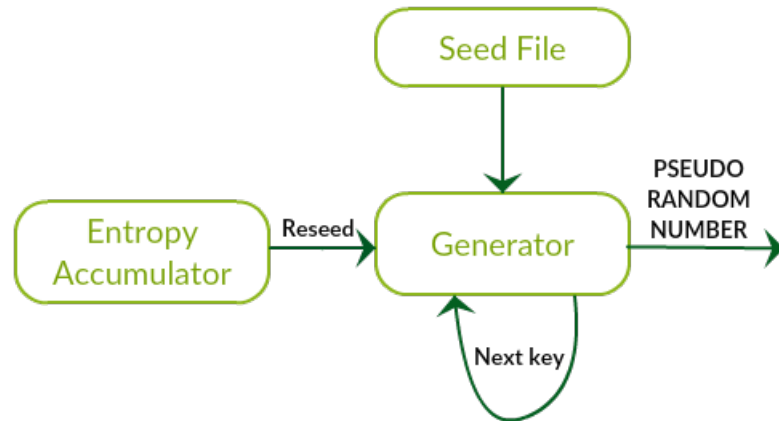 Seed File
PSEUDO
RANDOM
NUMBER
Entropy
Accumulator
Reseed
Generator
Next key